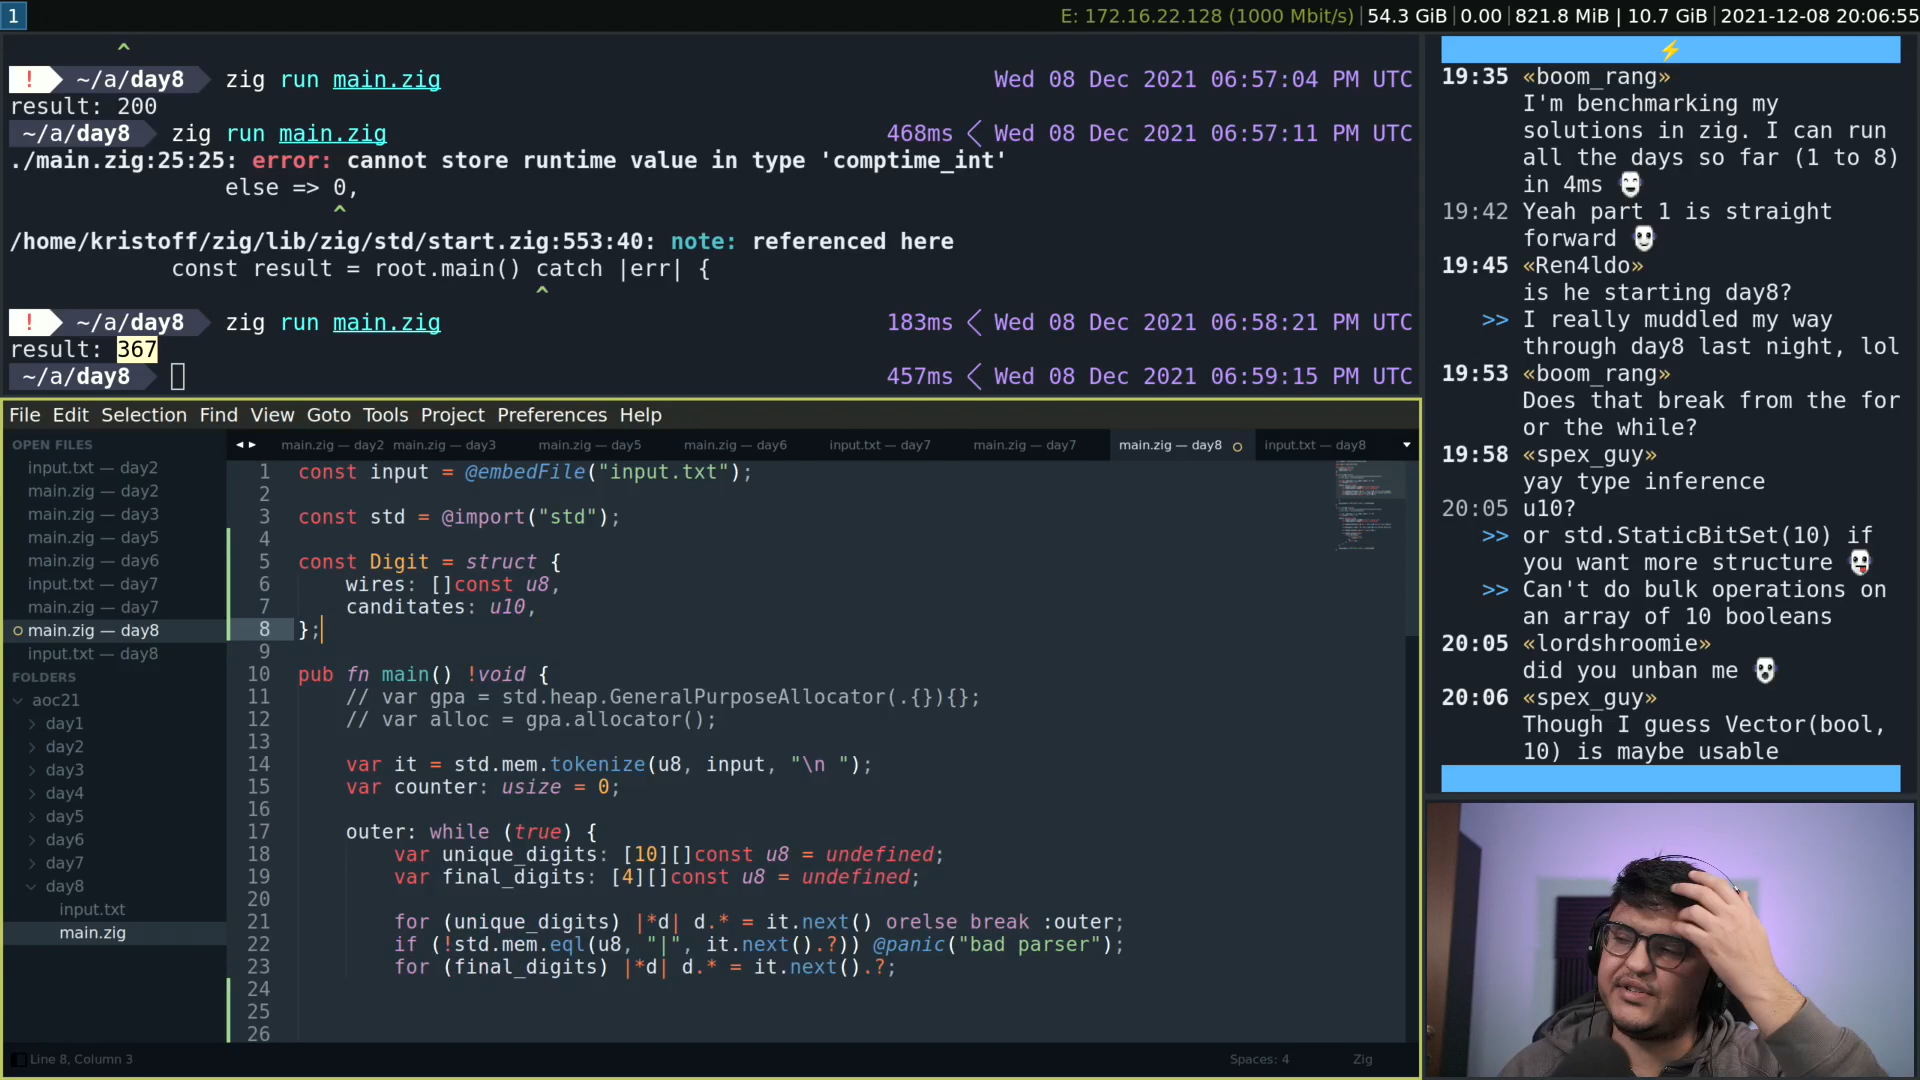 1
E: 172.16.22.128 (1000 Mbit/s) | 54.3 GiB | 0.00 | 821.8 MiB | 10.7 GiB | 2021-12-08 20:06:55
^
! ~/a/day8 zig run main.zig Wed 08 Dec 2021 06:57:04 PM UTC
result: 200
~/a/day8 zig run main.zig 468ms < Wed 08 Dec 2021 06:57:11 PM UTC
./main.zig:25:25: error: cannot store runtime value in type 'comptime_int'
else => 0,
^
/home/kristoff/zig/lib/zig/std/start.zig:553:40: note: referenced here
const result = root.main() catch |err| {
^
! ~/a/day8 zig run main.zig 183ms < Wed 08 Dec 2021 06:58:21 PM UTC
result: 367
~/a/day8 457ms < Wed 08 Dec 2021 06:59:15 PM UTC
File Edit Selection Find View Goto Tools Project Preferences Help
OPEN FILES
input.txt — day2
main.zig — day2
main.zig — day3
main.zig — day5
main.zig — day6
input.txt — day7
main.zig — day7
main.zig — day8
input.txt — day8
FOLDERS
aoc21
day1
day2
day3
day4
day5
day6
day7
day8
input.txt
main.zig
main.zig — day2 main.zig — day3 main.zig — day5 main.zig — day6 input.txt — day7 main.zig — day7 main.zig — day8 input.txt — day8
1 const input = @embedFile("input.txt");
2
3 const std = @import("std");
4
5 const Digit = struct {
6 wires: []const u8,
7 canditates: u10,
8 };
9
10 pub fn main() !void {
11 // var gpa = std.heap.GeneralPurposeAllocator(.{}){};
12 // var alloc = gpa.allocator();
13
14 var it = std.mem.tokenize(u8, input, "\n ");
15 var counter: usize = 0;
16
17 outer: while (true) {
18 var unique_digits: [10][]const u8 = undefined;
19 var final_digits: [4][]const u8 = undefined;
20
21 for (unique_digits) |*d| d.* = it.next() orelse break :outer;
22 if (!std.mem.eql(u8, "|", it.next().?)) @panic("bad parser");
23 for (final_digits) |*d| d.* = it.next().?;
24
25
26
Line 8, Column 3 Spaces: 4 Zig
19:35 «boom_rang»
I'm benchmarking my
solutions in zig. I can run
all the days so far (1 to 8)
in 4ms
19:42 Yeah part 1 is straight
forward
19:45 «Ren4ldo»
is he starting day8?
>> I really muddled my way
through day8 last night, lol
19:53 «boom_rang»
Does that break from the for
or the while?
19:58 «spex_guy»
yay type inference
20:05 u10?
>> or std.StaticBitSet(10) if
you want more structure
>> Can't do bulk operations on
an array of 10 booleans
20:05 «lordshroomie»
did you unban me
20:06 «spex_guy»
Though I guess Vector(bool,
10) is maybe usable